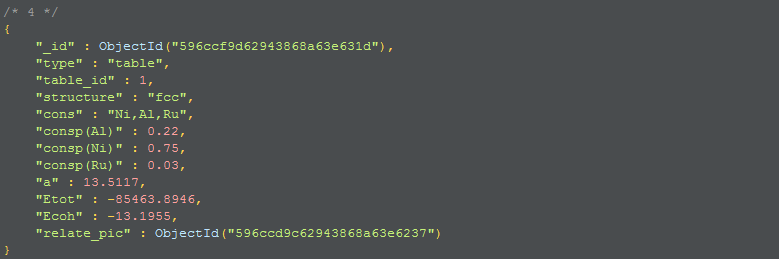 /* 4 */
{
"_id" : ObjectId("596ccf9d62943868a63e631d"),
"type" : "table",
"table_id" : 1,
"structure" : "fcc",
"cons" : "Ni,Al,Ru",
"consp(Al)" : 0.22,
"consp(Ni)" : 0.75,
"consp(Ru)" : 0.03,
"a" : 13.5117,
"Etot" : -85463.8946,
"Ecoh" : -13.1955,
"relate_pic" : ObjectId("596ccd9c62943868a63e6237")
}